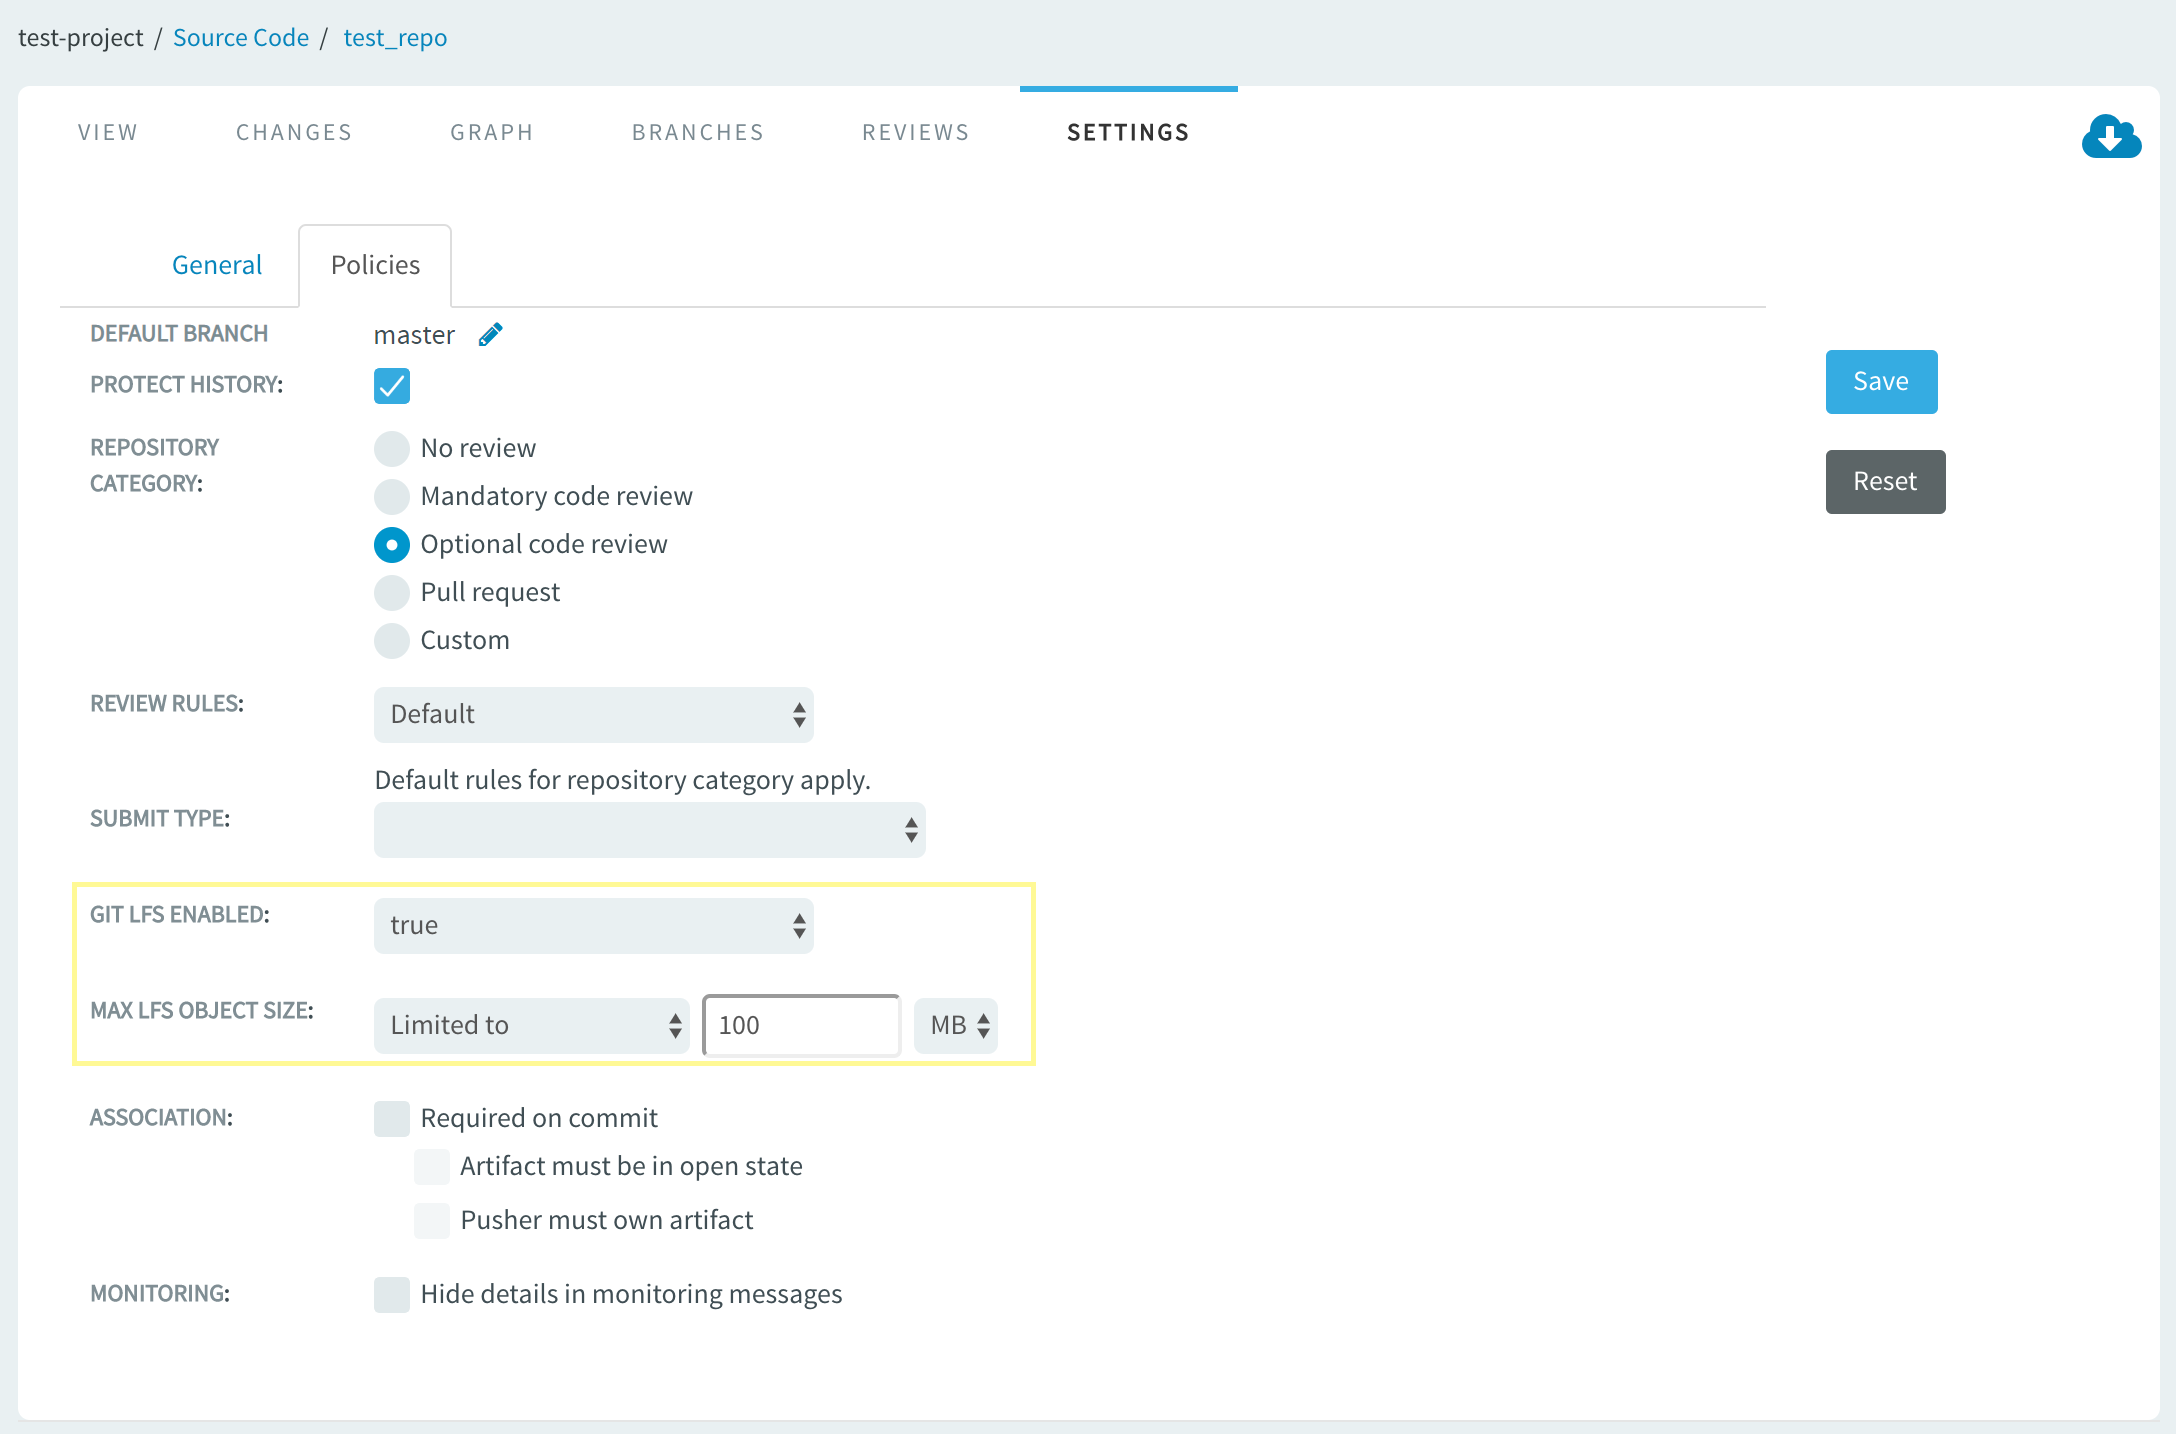 test-project / Source Code / test_repo
VIEW CHANGES GRAPH BRANCHES REVIEWS SETTINGS
General Policies
DEFAULT BRANCH master
PROTECT HISTORY:
Save
REPOSITORY CATEGORY:
No review
Mandatory code review
Reset
Optional code review
Pull request
Custom
REVIEW RULES: Default
Default rules for repository category apply.
SUBMIT TYPE:
GIT LFS ENABLED: true
MAX LFS OBJECT SIZE: Limited to 100 MB
ASSOCIATION: Required on commit
Artifact must be in open state
Pusher must own artifact
MONITORING: Hide details in monitoring messages